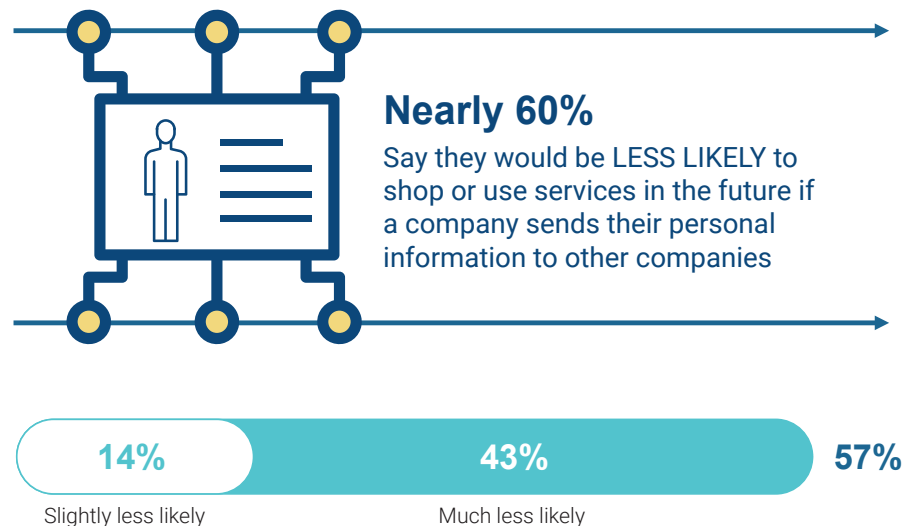 Nearly 60%
Say they would be LESS LIKELY to
shop or use services in the future if
a company sends their personal
information to other companies
14%
43%
57%
Slightly less likely
Much less likely